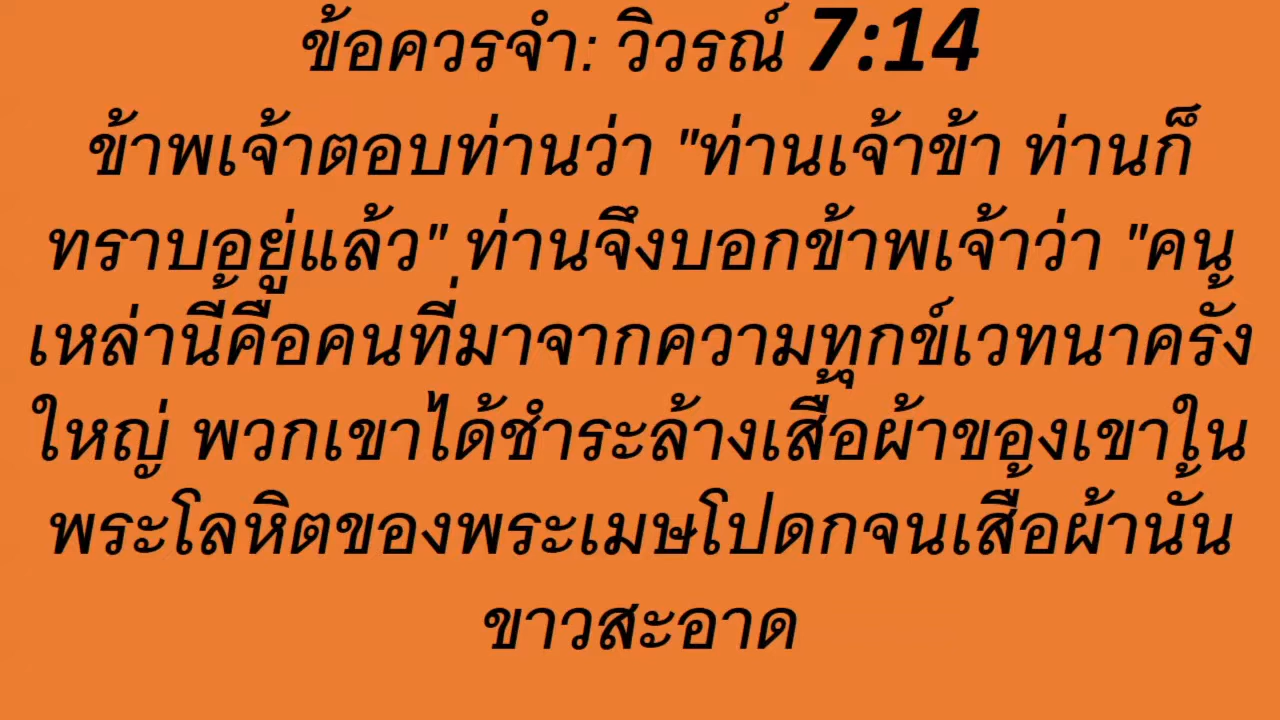 ข้อควรจำ: วิวรณ์ 7:14
ข้าพเจ้าตอบท่านว่า "ท่านเจ้าข้า ท่านก็
ทราบอยู่แล้ว" ท่านจึงบอกข้าพเจ้าว่า "คน
เหล่านี้คือคนที่มาจากความทุกข์เวทนาครั้ง
ใหญ่ พวกเขาได้ชำระล้างเสื้อผ้าของเขาใน
พระโลหิตของพระเมษโปดกจนเสื้อผ้านั้น
ขาวสะอาด